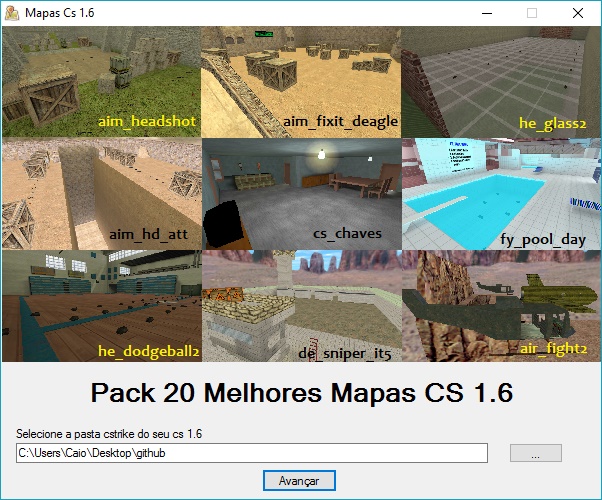 Mapas Cs 1.6
aim_headshot
aim_fixit_deagle
he_glass2
aim_hd_att
cs_chaves
fy_pool_day
he_dodgeball2
de_sniper_it5
air_fight2
Pack 20 Melhores Mapas CS 1.6
Selecione a pasta cstrike do seu cs 1.6
C:\Users\Caio\Desktop\github
...
Avançar